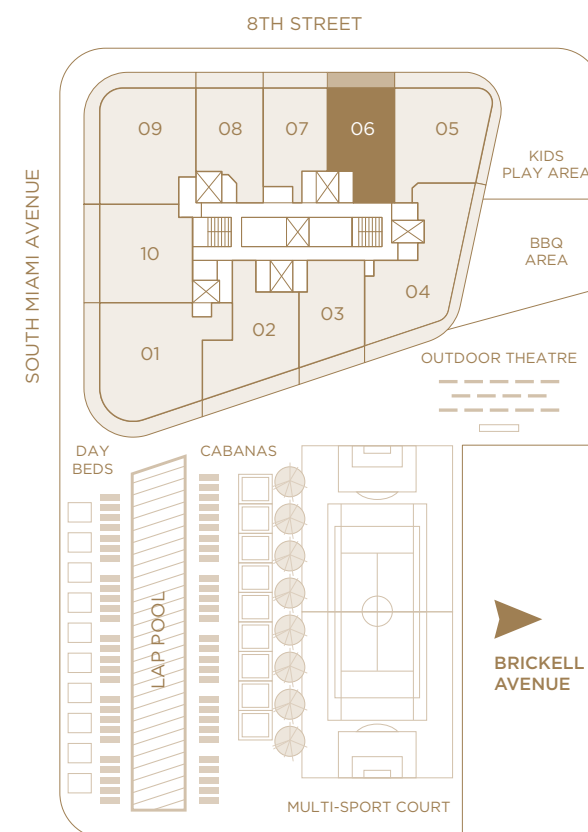 8TH STREET
SOUTH MIAMI AVENUE
09
08
07
06
05
KIDS
PLAY AREA
BBQ
AREA
10
04
03
02
01
OUTDOOR THEATRE
DAY
BEDS
CABANAS
LAP POOL
BRICKELL
AVENUE
MULTI-SPORT COURT